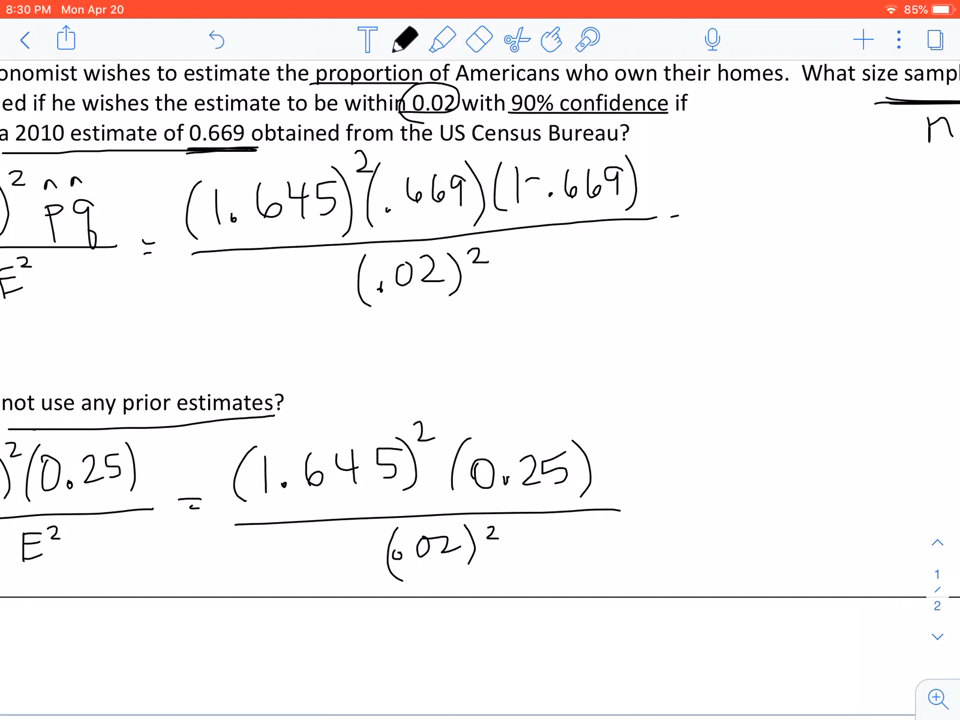 8:30 PM Mon Apr 20 85%
onomist wishes to estimate the proportion of Americans who own their homes. What size samp
ed if he wishes the estimate to be within 0.02 with 90% confidence if
n
a 2010 estimate of 0.669 obtained from the US Census Bureau?
)² p̂ q̂ / E² = (1.645)² (.669) (1-.669) / (.02)² -
not use any prior estimates?
)² (0.25) / E² = (1.645)² (0.25) / (.02)²
1
/
2